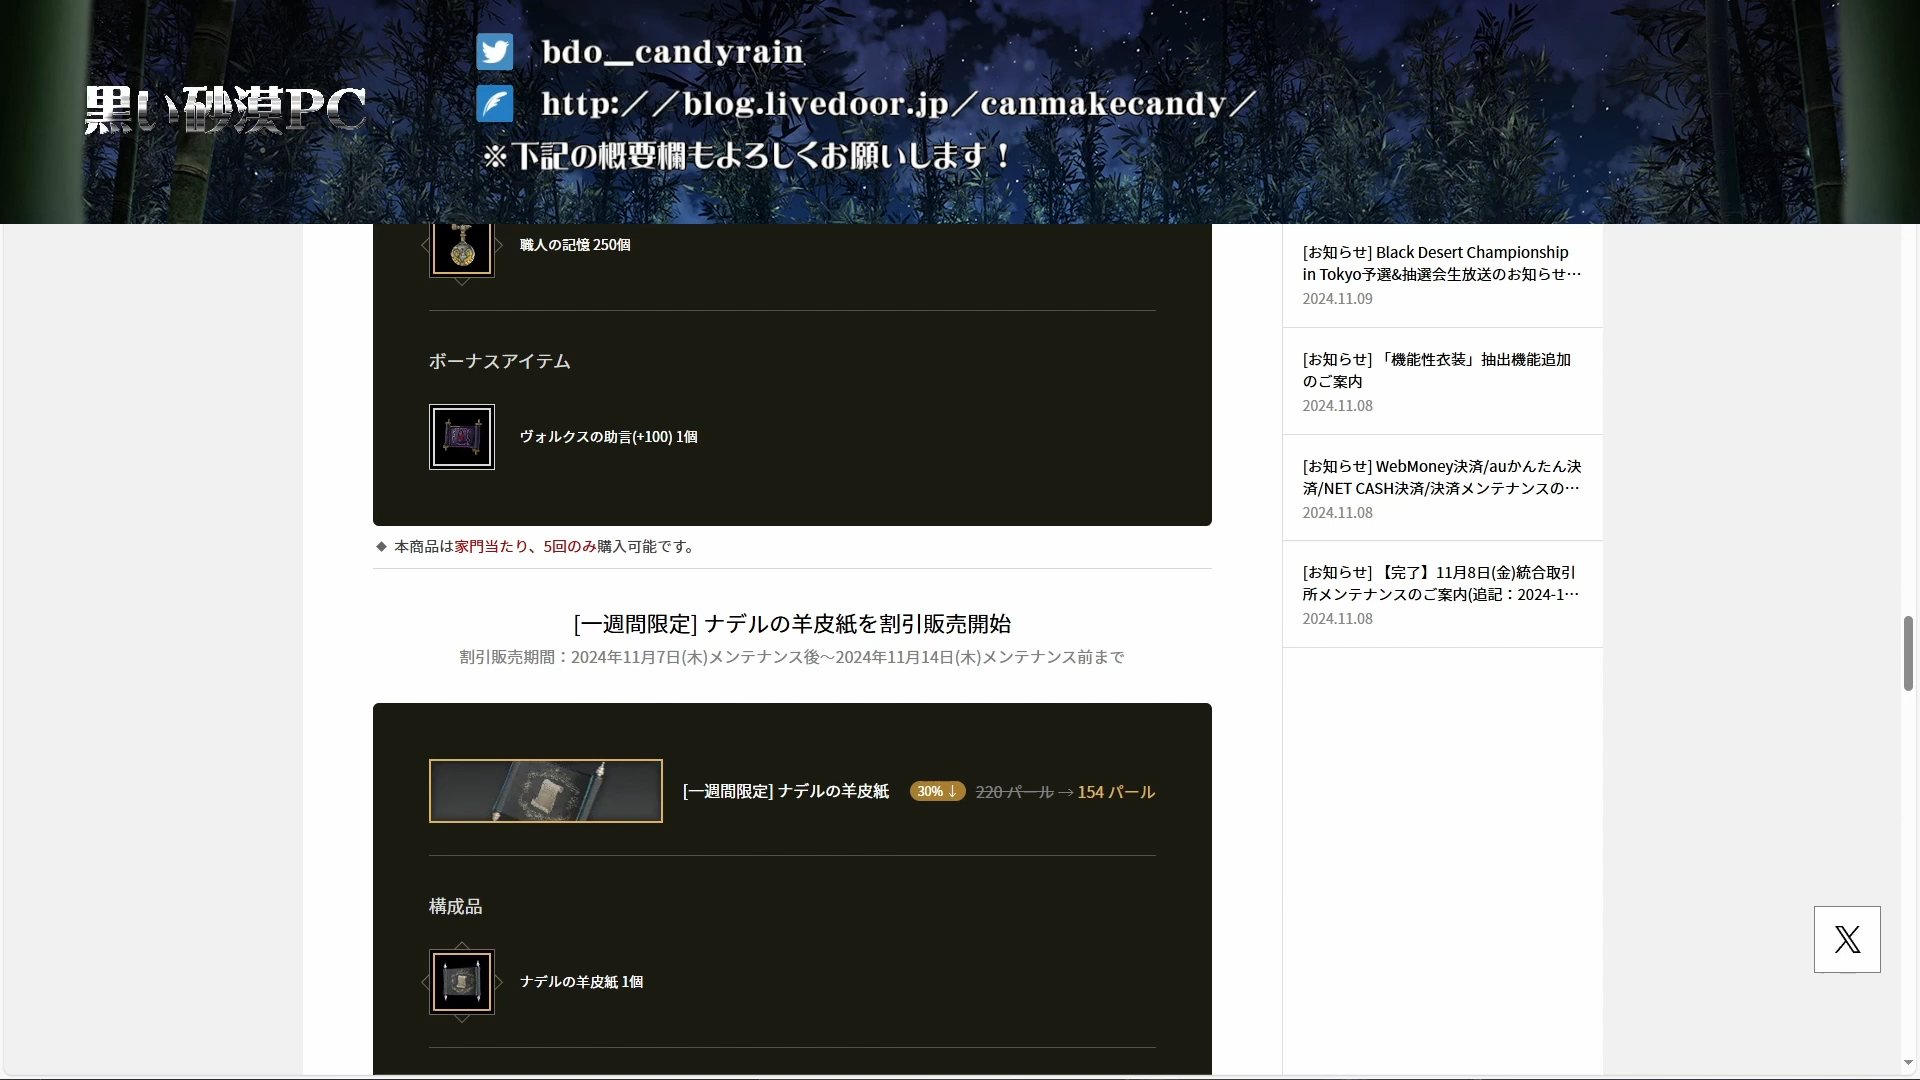 黒い砂漠PC
bdo__candyrain
http://blog.livedoor.jp/canmakecandy/
※下記の概要欄もよろしくお願いします!
職人の記憶 250個
ボーナスアイテム
ヴォルクスの助言(+100) 1個
◆ 本商品は家門当たり、5回のみ購入可能です。
[一週間限定] ナデルの羊皮紙を割引販売開始
割引販売期間：2024年11月7日(木)メンテナンス後～2024年11月14日(木)メンテナンス前まで
[一週間限定] ナデルの羊皮紙 30% ↓ 220 パール → 154 パール
構成品
ナデルの羊皮紙 1個
[お知らせ] Black Desert Championship
in Tokyo予選&抽選会生放送のお知らせ…
2024.11.09
[お知らせ] 「機能性衣装」抽出機能追加
のご案内
2024.11.08
[お知らせ] WebMoney決済/auかんたん決
済/NET CASH決済/決済メンテナンスの…
2024.11.08
[お知らせ] 【完了】11月8日(金)統合取引
所メンテナンスのご案内(追記：2024-1…
2024.11.08